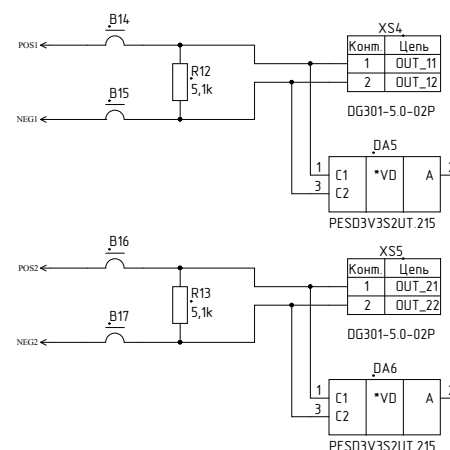 B14
XS4
POS1
Конт. Цепь
R12
1 OUT_11
5,1k
2 OUT_12
B15
DG301-5.0-02P
NEG1
DA5
1 C1 *VD A 2
3 C2
PESD3V3S2UT.215
B16
XS5
POS2
Конт. Цепь
R13
1 OUT_21
5,1k
2 OUT_22
B17
DG301-5.0-02P
NEG2
DA6
1 C1 *VD A
3 C2
PESD3V3S2UT.215